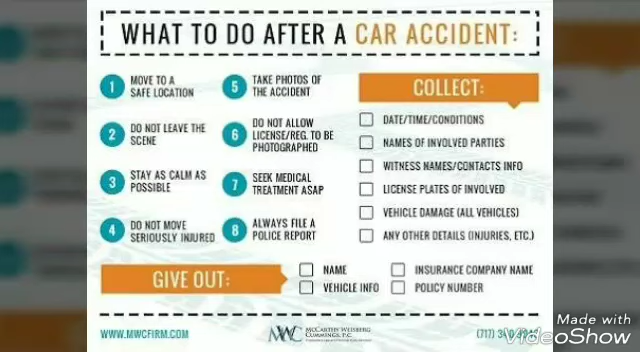 WHAT TO DO AFTER A CAR ACCIDENT:
1 MOVE TO A
SAFE LOCATION
2 DO NOT LEAVE THE
SCENE
3 STAY AS CALM AS
POSSIBLE
4 DO NOT MOVE
SERIOUSLY INJURED
5 TAKE PHOTOS OF
THE ACCIDENT
6 DO NOT ALLOW
LICENSE/REG. TO BE
PHOTOGRAPHED
7 SEEK MEDICAL
TREATMENT ASAP
8 ALWAYS FILE A
POLICE REPORT
COLLECT:
DATE/TIME/CONDITIONS
NAMES OF INVOLVED PARTIES
WITNESS NAMES/CONTACTS INFO
LICENSE PLATES OF INVOLVED
VEHICLE DAMAGE (ALL VEHICLES)
ANY OTHER DETAILS (INJURIES, ETC.)
GIVE OUT:
NAME
VEHICLE INFO
INSURANCE COMPANY NAME
POLICY NUMBER
WWW.MWCFIRM.COM
MWC
MCCARTHY WEISBERG
CUMMINGS, P.C.
(717)
Made with
VideoShow